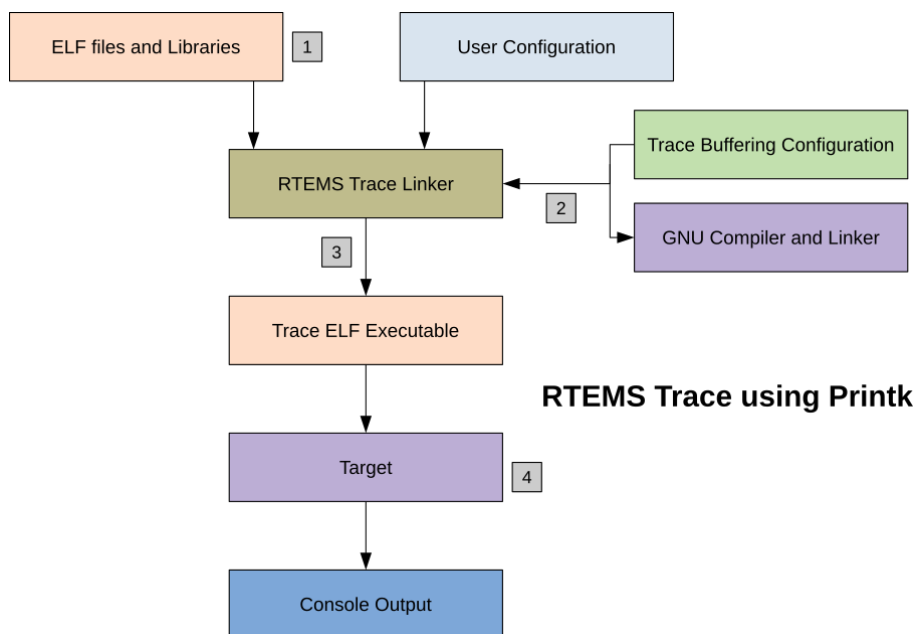 ELF files and Libraries
1
User Configuration
Trace Buffering Configuration
RTEMS Trace Linker
2
GNU Compiler and Linker
3
Trace ELF Executable
RTEMS Trace using Printk
Target
4
Console Output